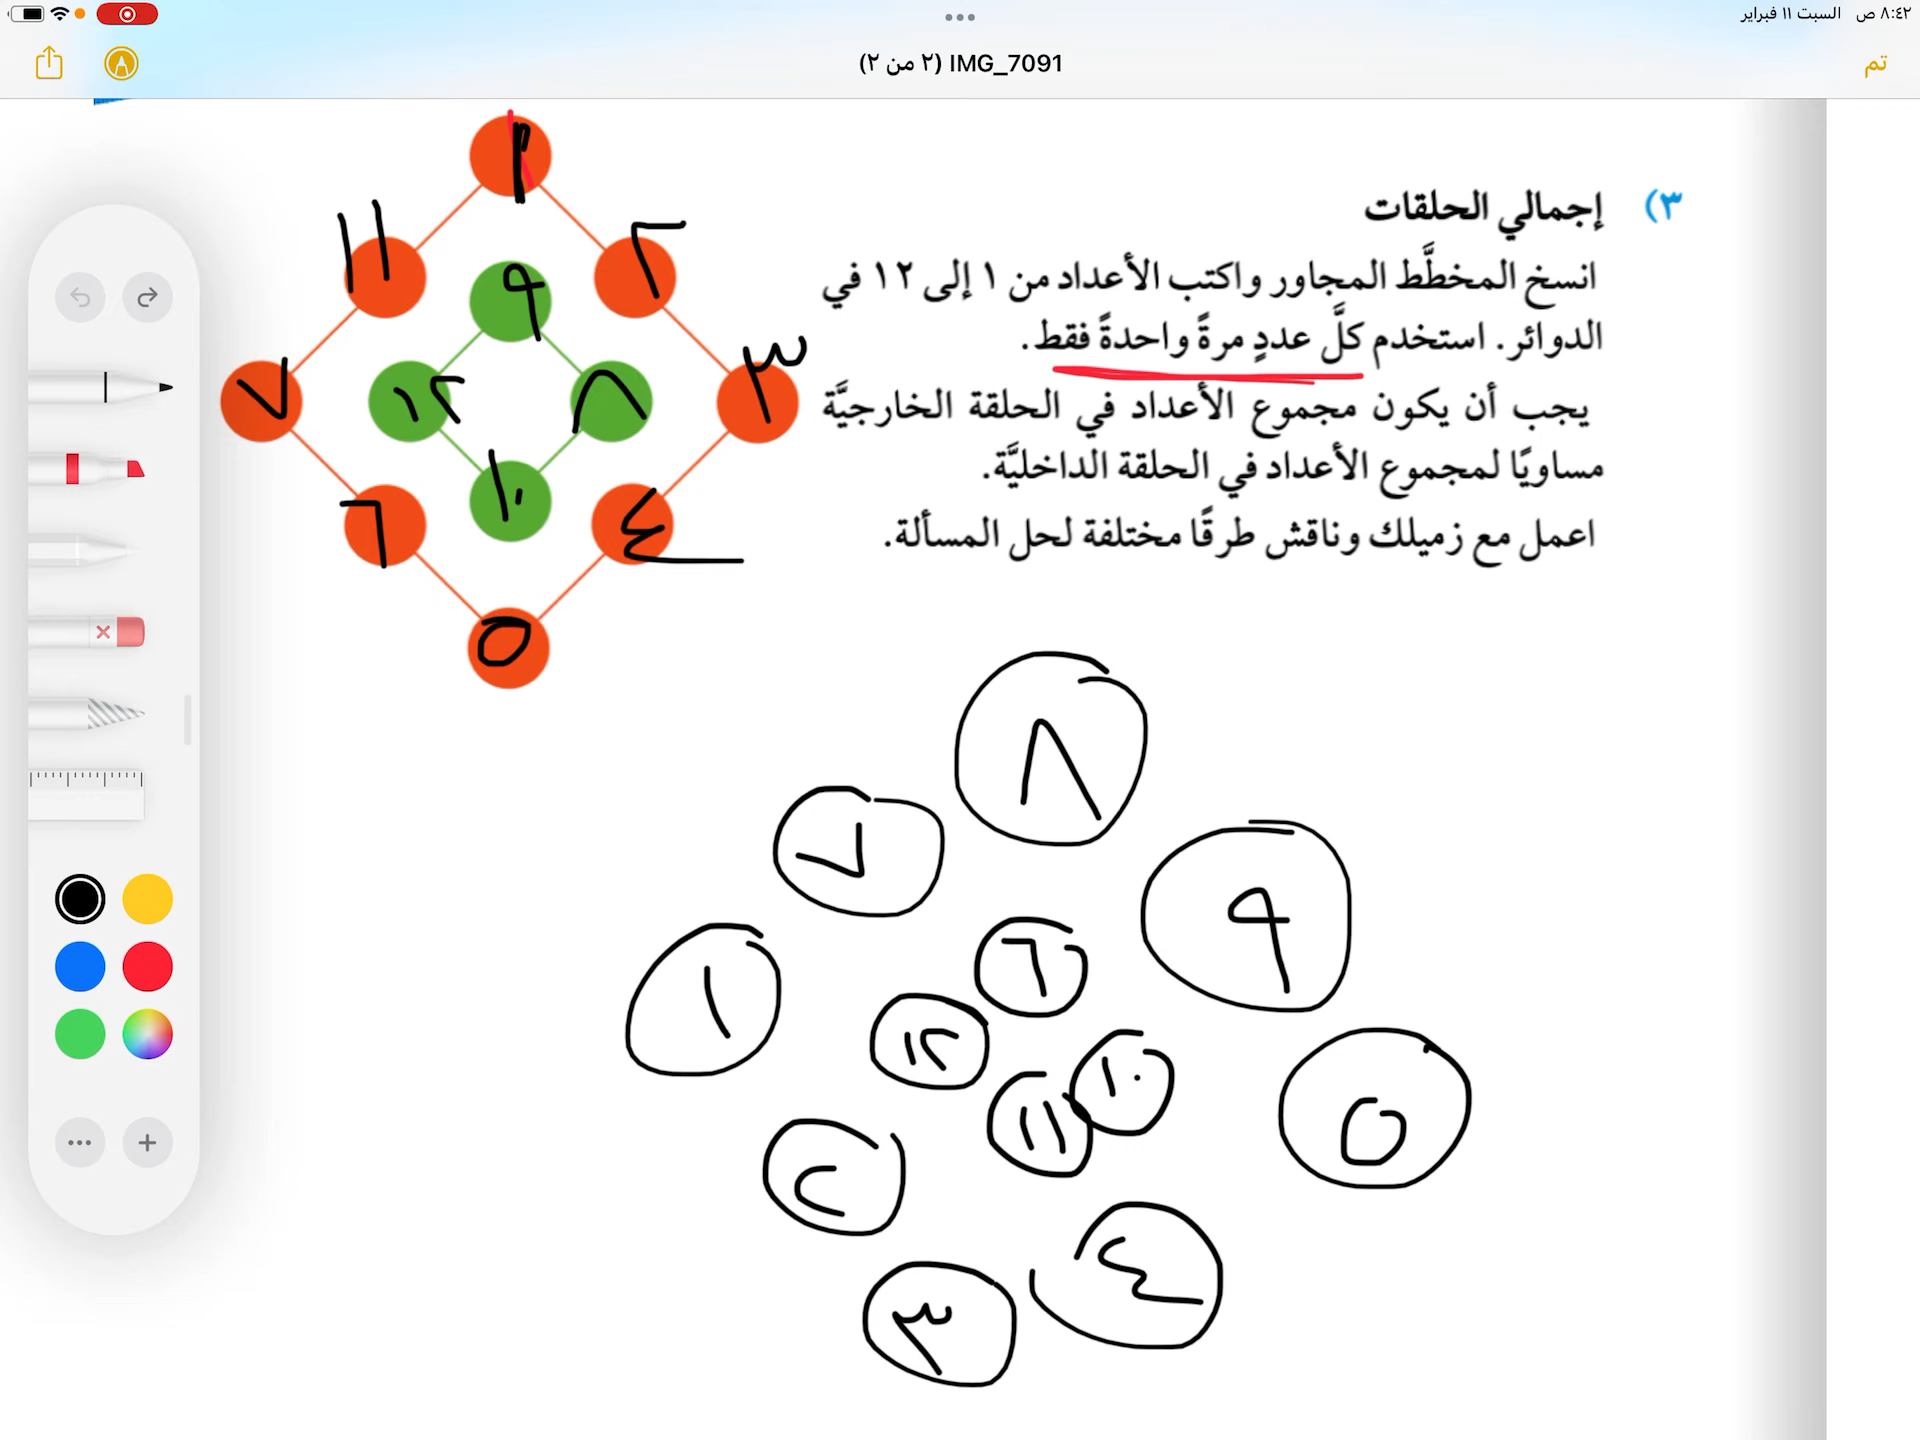 ٨:٤٢ ص السبت ١١ فبراير
IMG_7091 (٢ من ٢)
تم
٣) إجمالي الحلقات
انسخ المخطَّط المجاور واكتب الأعداد من ١ إلى ١٢ في
الدوائر. استخدم كلَّ عددٍ مرةً واحدةً فقط.
يجب أن يكون مجموع الأعداد في الحلقة الخارجيَّة
مساويًا لمجموع الأعداد في الحلقة الداخليَّة.
اعمل مع زميلك وناقش طرقًا مختلفة لحل المسألة.
١١ ٢
٩
٧ ١٢ ٨ ٣
١٠
٦ ٤
٥
٨
٧ ٩
٦
١ ١٢ ١٠
١١ ٥
٢
٤
٣